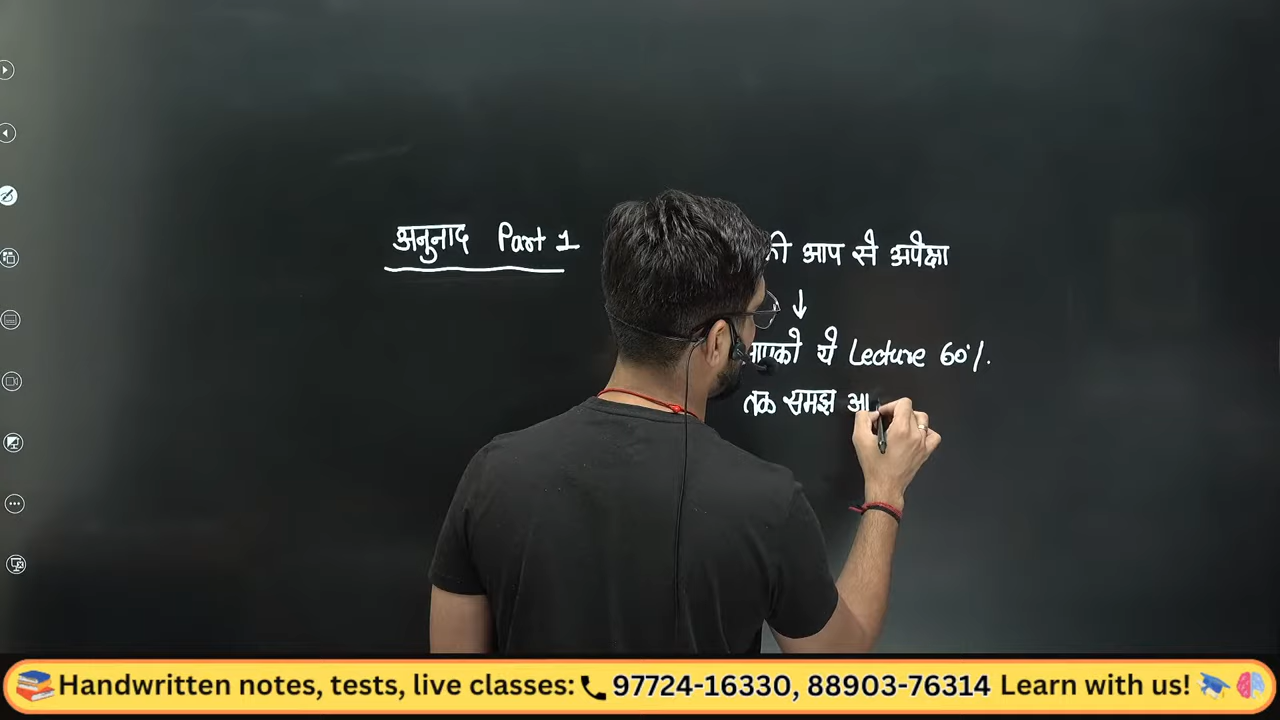 अनुनाद Part 1
की आप से अपेक्षा
↓
आपको ये Lecture 60%.
तक समझ आ
Handwritten notes, tests, live classes: 97724-16330, 88903-76314 Learn with us!